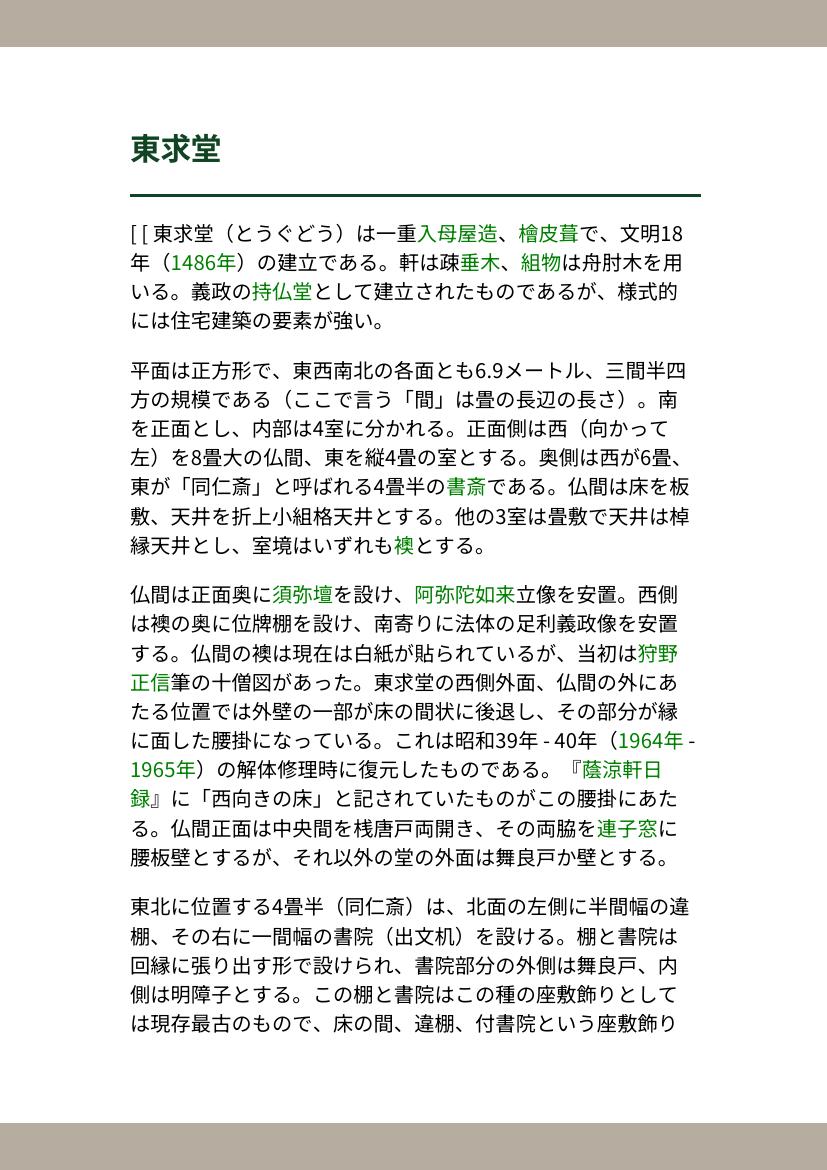 東求堂
[ [ 東求堂（とうぐどう）は一重入母屋造、檜皮葺で、文明18
年（1486年）の建立である。軒は疎垂木、組物は舟肘木を用
いる。義政の持仏堂として建立されたものであるが、様式的
には住宅建築の要素が強い。
平面は正方形で、東西南北の各面とも6.9メートル、三間半四
方の規模である（ここで言う「間」は畳の長辺の長さ）。南
を正面とし、内部は4室に分かれる。正面側は西（向かって
左）を8畳大の仏間、東を縦4畳の室とする。奥側は西が6畳、
東が「同仁斎」と呼ばれる4畳半の書斎である。仏間は床を板
敷、天井を折上小組格天井とする。他の3室は畳敷で天井は棹
縁天井とし、室境はいずれも襖とする。
仏間は正面奥に須弥壇を設け、阿弥陀如来立像を安置。西側
は襖の奥に位牌棚を設け、南寄りに法体の足利義政像を安置
する。仏間の襖は現在は白紙が貼られているが、当初は狩野
正信筆の十僧図があった。東求堂の西側外面、仏間の外にあ
たる位置では外壁の一部が床の間状に後退し、その部分が縁
に面した腰掛になっている。これは昭和39年 - 40年（1964年 -
1965年）の解体修理時に復元したものである。『蔭涼軒日
録』に「西向きの床」と記されていたものがこの腰掛にあた
る。仏間正面は中央間を桟唐戸両開き、その両脇を連子窓に
腰板壁とするが、それ以外の堂の外面は舞良戸か壁とする。
東北に位置する4畳半（同仁斎）は、北面の左側に半間幅の違
棚、その右に一間幅の書院（出文机）を設ける。棚と書院は
回縁に張り出す形で設けられ、書院部分の外側は舞良戸、内
側は明障子とする。この棚と書院はこの種の座敷飾りとして
は現存最古のもので、床の間、違棚、付書院という座敷飾り